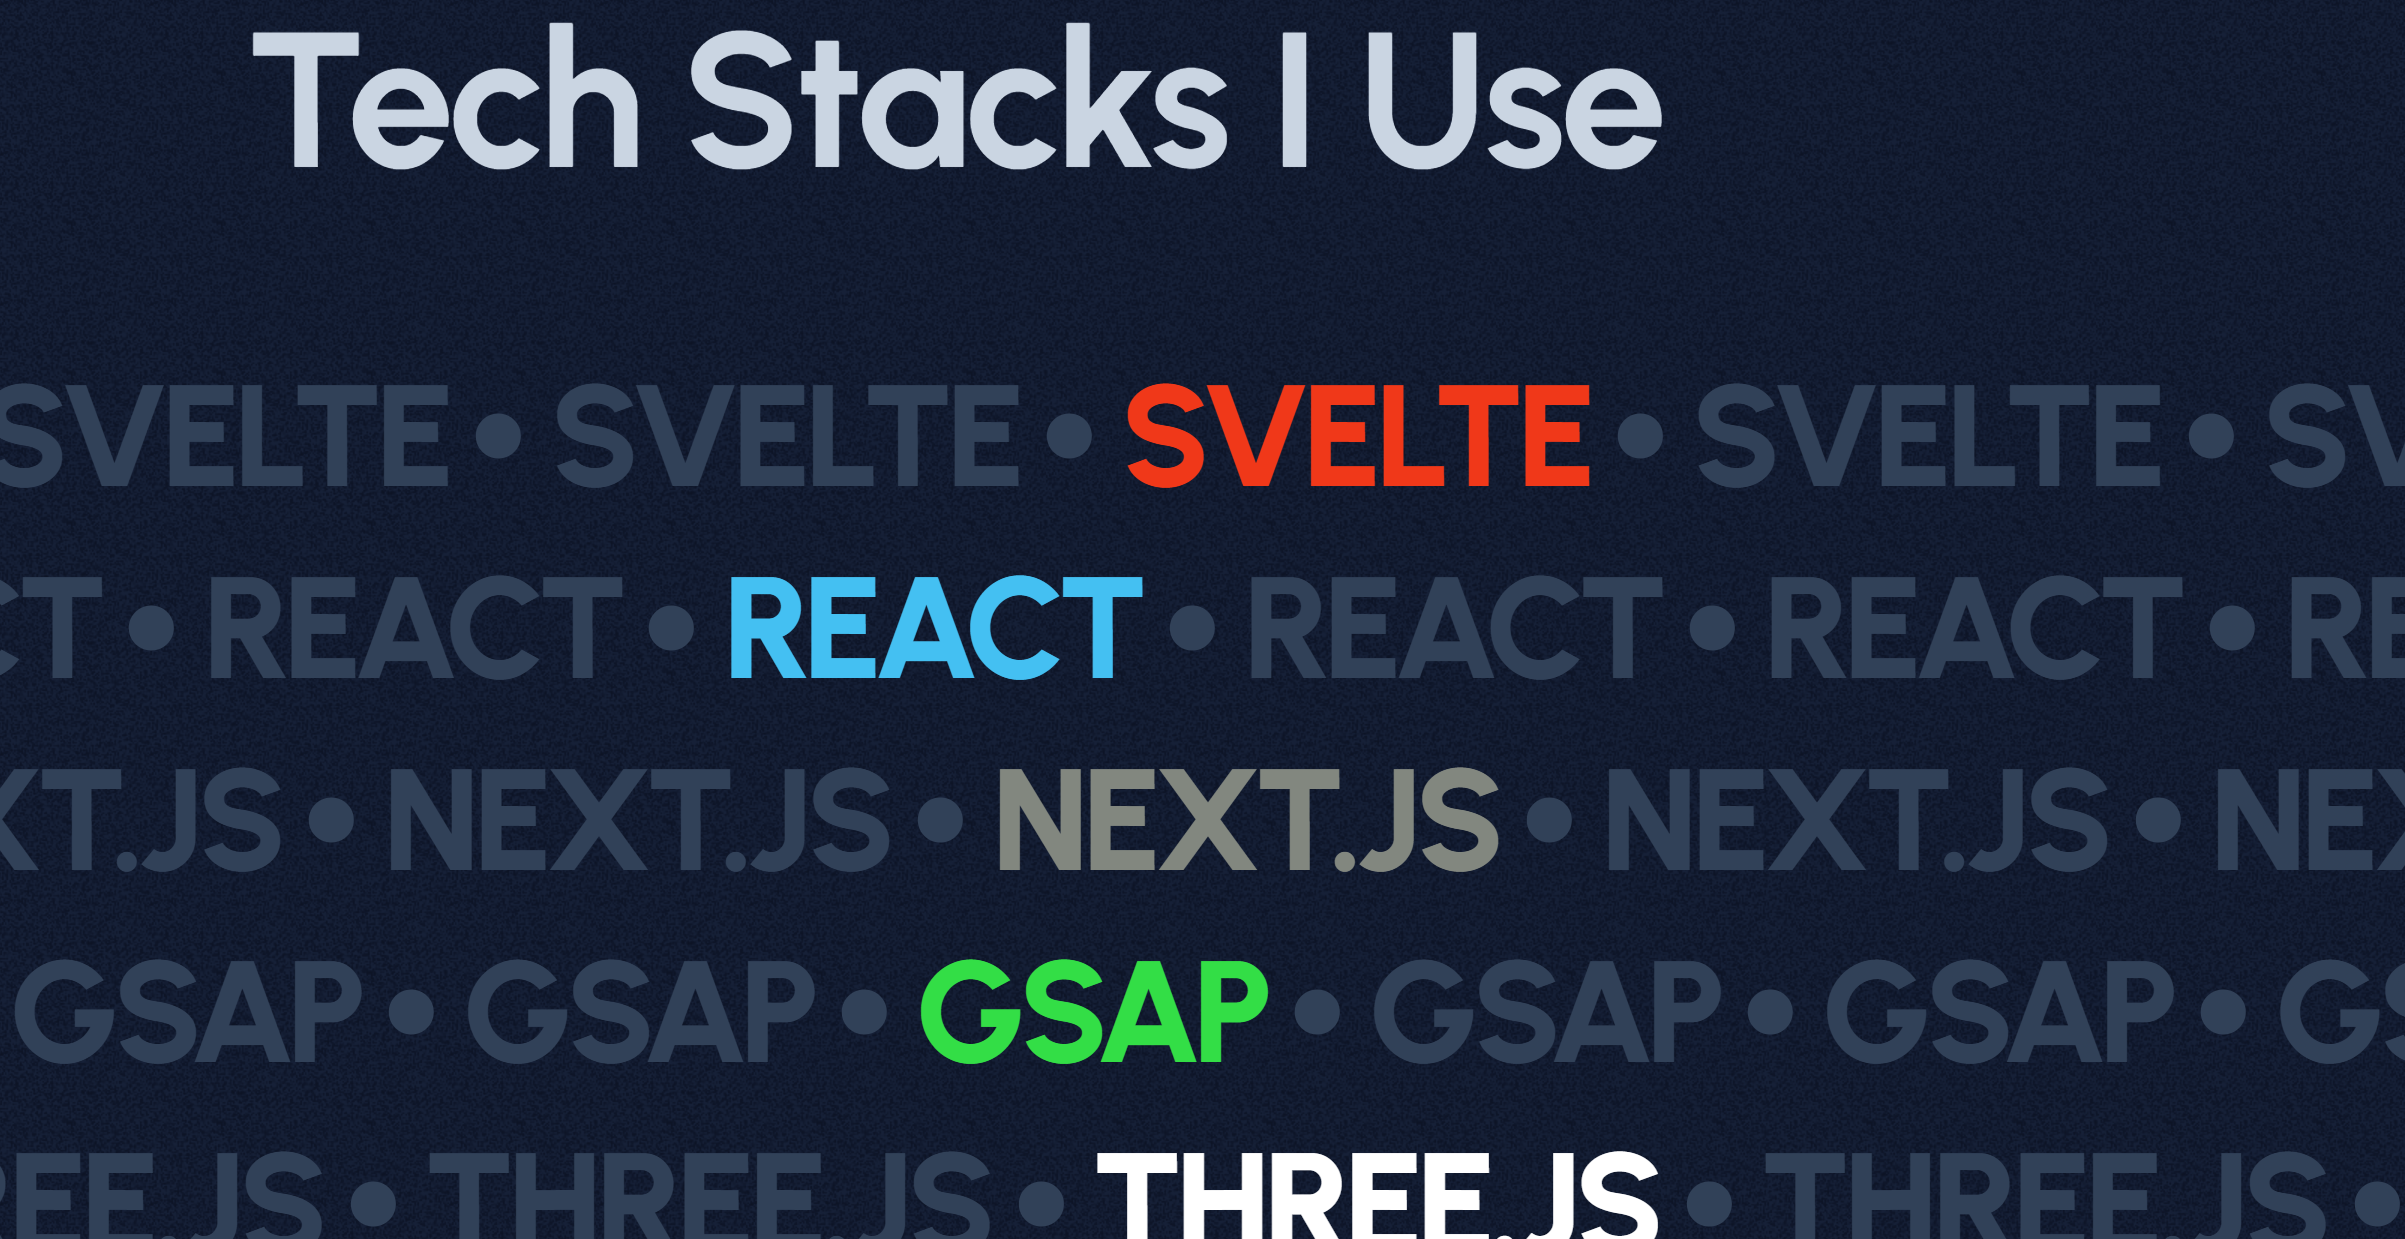 Tech Stacks I Use
SVELTE • SVELTE • SVELTE • SVELTE • SV
CT • REACT • REACT • REACT • REACT • RE
XT.JS • NEXT.JS • NEXT.JS • NEXT.JS • NEX
GSAP • GSAP • GSAP • GSAP • GSAP • GS
REE.JS • THREE.JS • THREE.JS • THREE.JS •